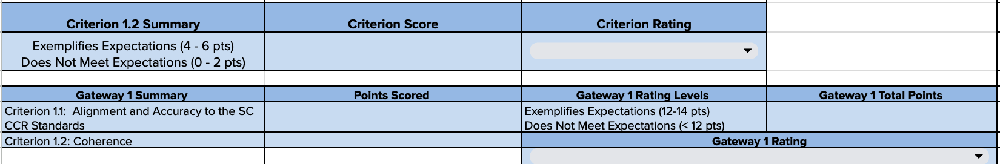 Criterion 1.2 Summary
Criterion Score
Criterion Rating
Exemplifies Expectations (4 - 6 pts)
Does Not Meet Expectations (0 - 2 pts)
Gateway 1 Summary
Points Scored
Gateway 1 Rating Levels
Gateway 1 Total Points
Criterion 1.1:  Alignment and Accuracy to the SC
CCR Standards
Exemplifies Expectations (12-14 pts)
Does Not Meet Expectations (< 12 pts)
Criterion 1.2: Coherence
Gateway 1 Rating